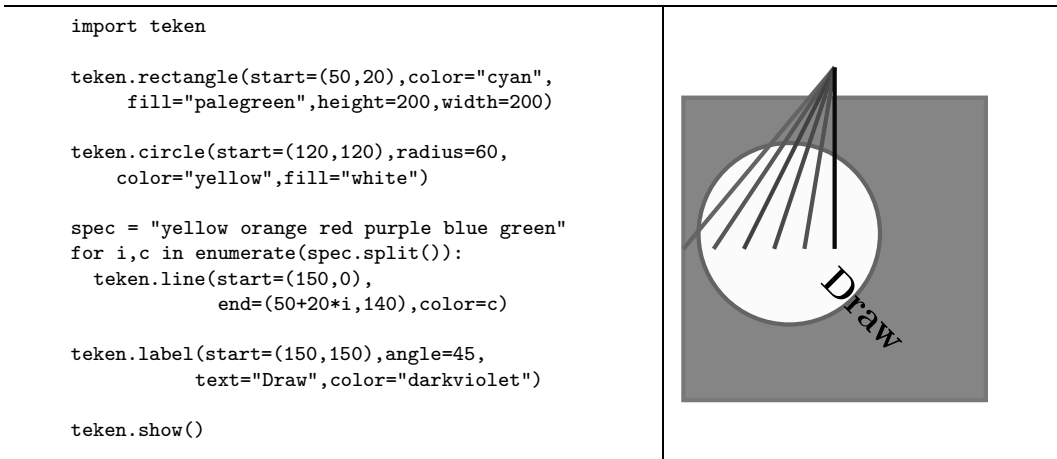 import teken

teken.rectangle(start=(50,20),color="cyan",
     fill="palegreen",height=200,width=200)

teken.circle(start=(120,120),radius=60,
    color="yellow",fill="white")

spec = "yellow orange red purple blue green"
for i,c in enumerate(spec.split()):
  teken.line(start=(150,0),
             end=(50+20*i,140),color=c)

teken.label(start=(150,150),angle=45,
           text="Draw",color="darkviolet")

teken.show()
Draw